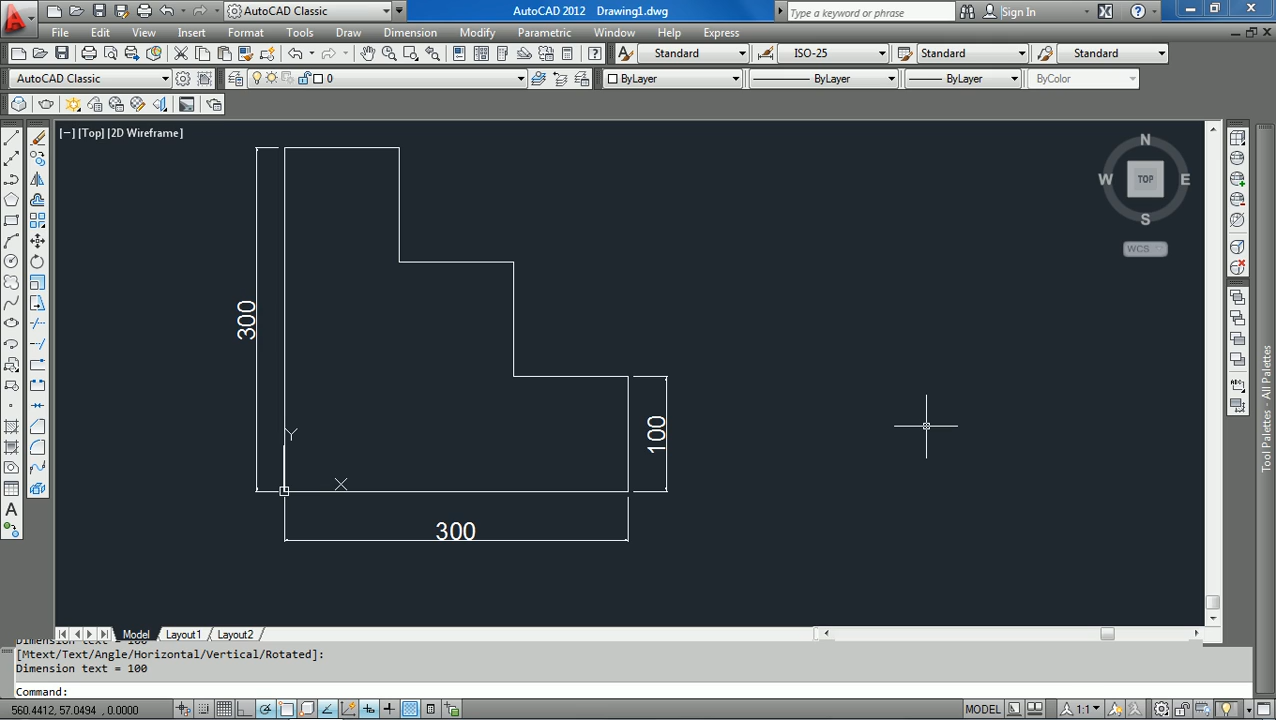 AutoCAD Classic
AutoCAD 2012 Drawing1.dwg
Type a keyword or phrase
Sign In
File Edit View Insert Format Tools Draw Dimension Modify Parametric Window Help Express
Standard ISO-25 Standard Standard
AutoCAD Classic 0 ByLayer ByLayer ByLayer ByColor
[−] [Top] [2D Wireframe]
N
W TOP E
S
WCS
300
100
Y
X
300
Tool Palettes - All Palettes
Model Layout1 Layout2
Dimension text = 100
[Mtext/Text/Angle/Horizontal/Vertical/Rotated]:
Dimension text = 100
Command:
560.4412, 57.0494 , 0.0000 MODEL 1:1